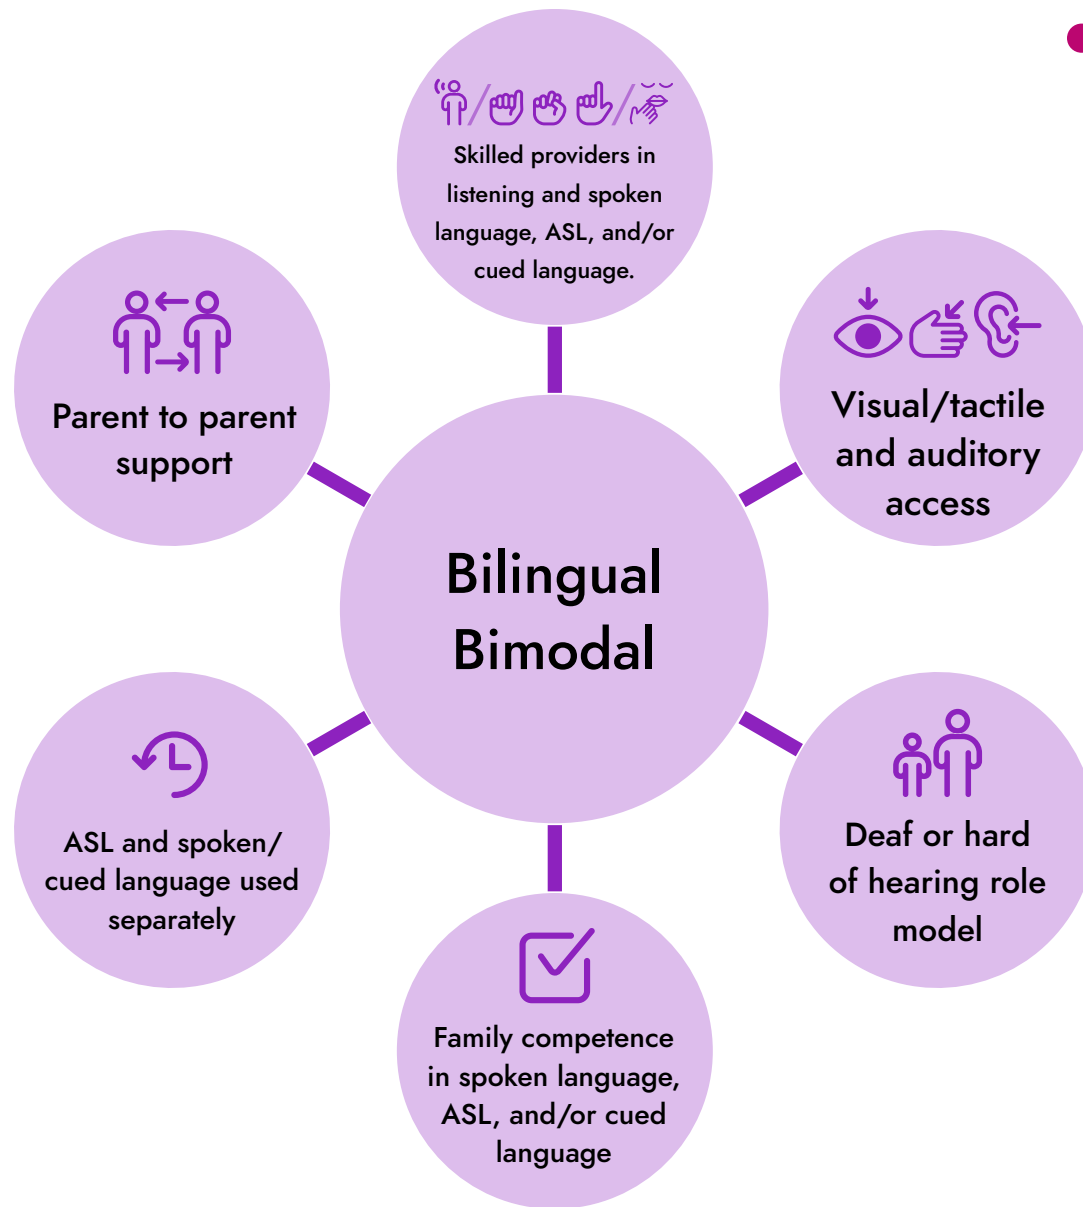 Skilled providers in
listening and spoken
language, ASL, and/or
cued language.
Parent to parent
support
Visual/tactile
and auditory
access
Bilingual
Bimodal
ASL and spoken/
cued language used
separately
Deaf or hard
of hearing role
model
Family competence
in spoken language,
ASL, and/or cued
language